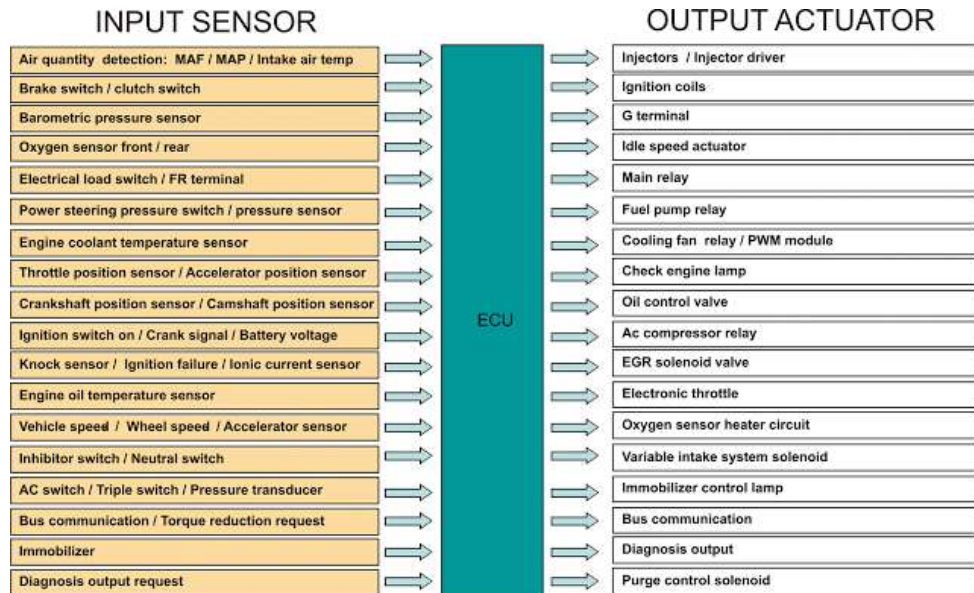 INPUT SENSOR
OUTPUT ACTUATOR
Air quantity detection: MAF / MAP / Intake air temp
Brake switch / clutch switch
Barometric pressure sensor
Oxygen sensor front / rear
Electrical load switch / FR terminal
Power steering pressure switch / pressure sensor
Engine coolant temperature sensor
Throttle position sensor / Accelerator position sensor
Crankshaft position sensor / Camshaft position sensor
Ignition switch on / Crank signal / Battery voltage
Knock sensor / Ignition failure / Ionic current sensor
Engine oil temperature sensor
Vehicle speed / Wheel speed / Accelerator sensor
Inhibitor switch / Neutral switch
AC switch / Triple switch / Pressure transducer
Bus communication / Torque reduction request
Immobilizer
Diagnosis output request
ECU
Injectors / Injector driver
Ignition coils
G terminal
Idle speed actuator
Main relay
Fuel pump relay
Cooling fan relay / PWM module
Check engine lamp
Oil control valve
Ac compressor relay
EGR solenoid valve
Electronic throttle
Oxygen sensor heater circuit
Variable intake system solenoid
Immobilizer control lamp
Bus communication
Diagnosis output
Purge control solenoid